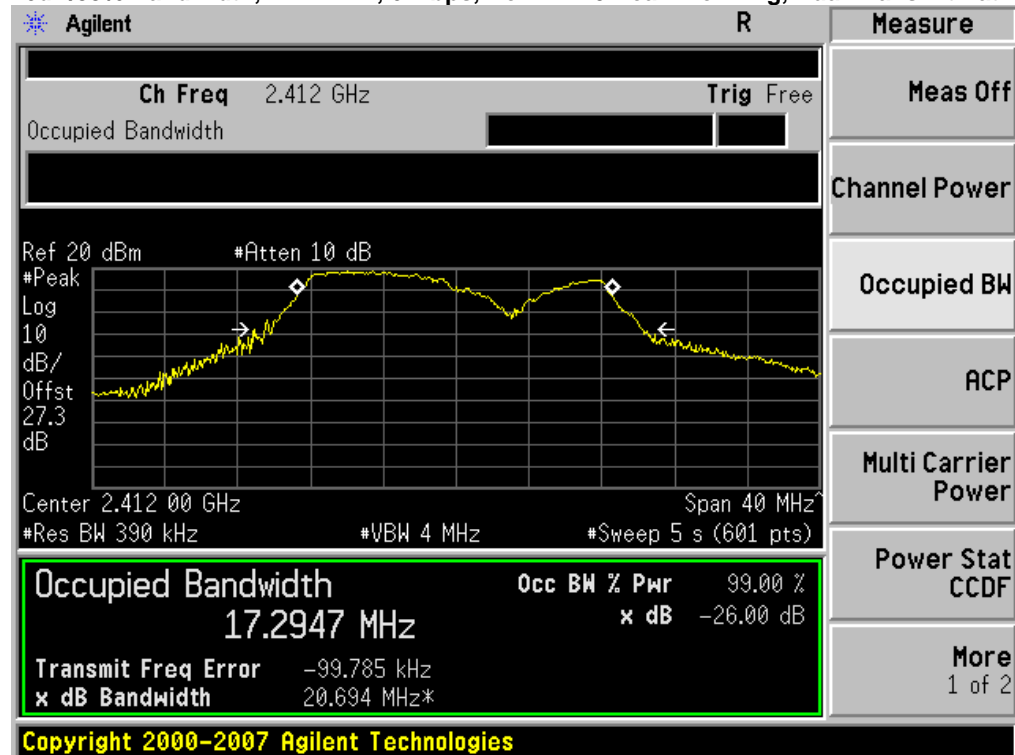 Agilent R Measure
Ch Freq 2.412 GHz Trig Free
Occupied Bandwidth
Meas Off
Channel Power
Occupied BW
ACP
Multi Carrier
Power
Power Stat
CCDF
More
1 of 2
Ref 20 dBm #Atten 10 dB
#Peak
Log
10
dB/
Offst
27.3
dB
Center 2.412 00 GHz Span 40 MHz^
#Res BW 390 kHz #VBW 4 MHz #Sweep 5 s (601 pts)
Occupied Bandwidth Occ BW % Pwr 99.00 %
17.2947 MHz x dB -26.00 dB
Transmit Freq Error -99.785 kHz
x dB Bandwidth 20.694 MHz*
Copyright 2000-2007 Agilent Technologies